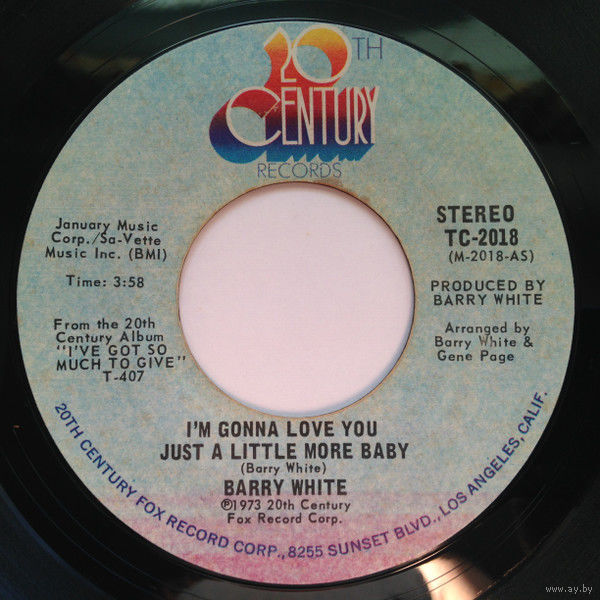 20TH
CENTURY
RECORDS
January Music
Corp./Sa-Vette
Music Inc. (BMI)
Time: 3:58
From the 20th
Century Album
"I'VE GOT SO
MUCH TO GIVE"
T-407
STEREO
TC-2018
(M-2018-AS)
PRODUCED BY
BARRY WHITE
Arranged by
Barry White &
Gene Page
I'M GONNA LOVE YOU
JUST A LITTLE MORE BABY
(Barry White)
BARRY WHITE
℗1973 20th Century
Fox Record Corp.
20TH CENTURY FOX RECORD CORP., 8255 SUNSET BLVD., LOS ANGELES, CALIF.
www.ay.by